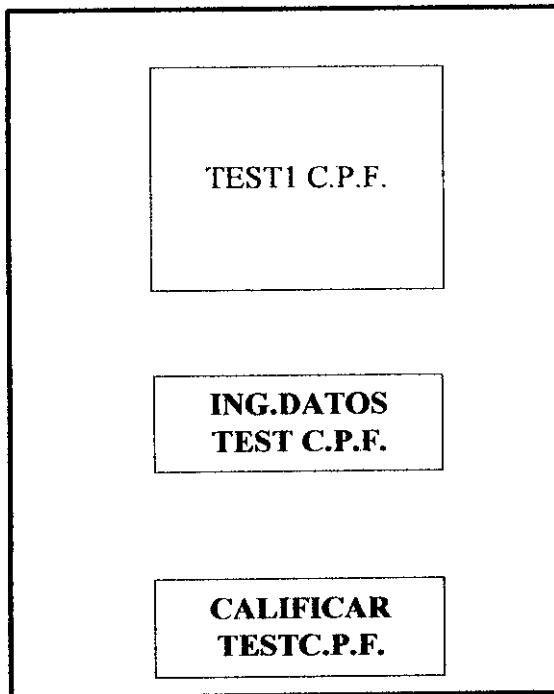 TEST1 C.P.F.
ING.DATOS
TEST C.P.F.
CALIFICAR
TESTC.P.F.